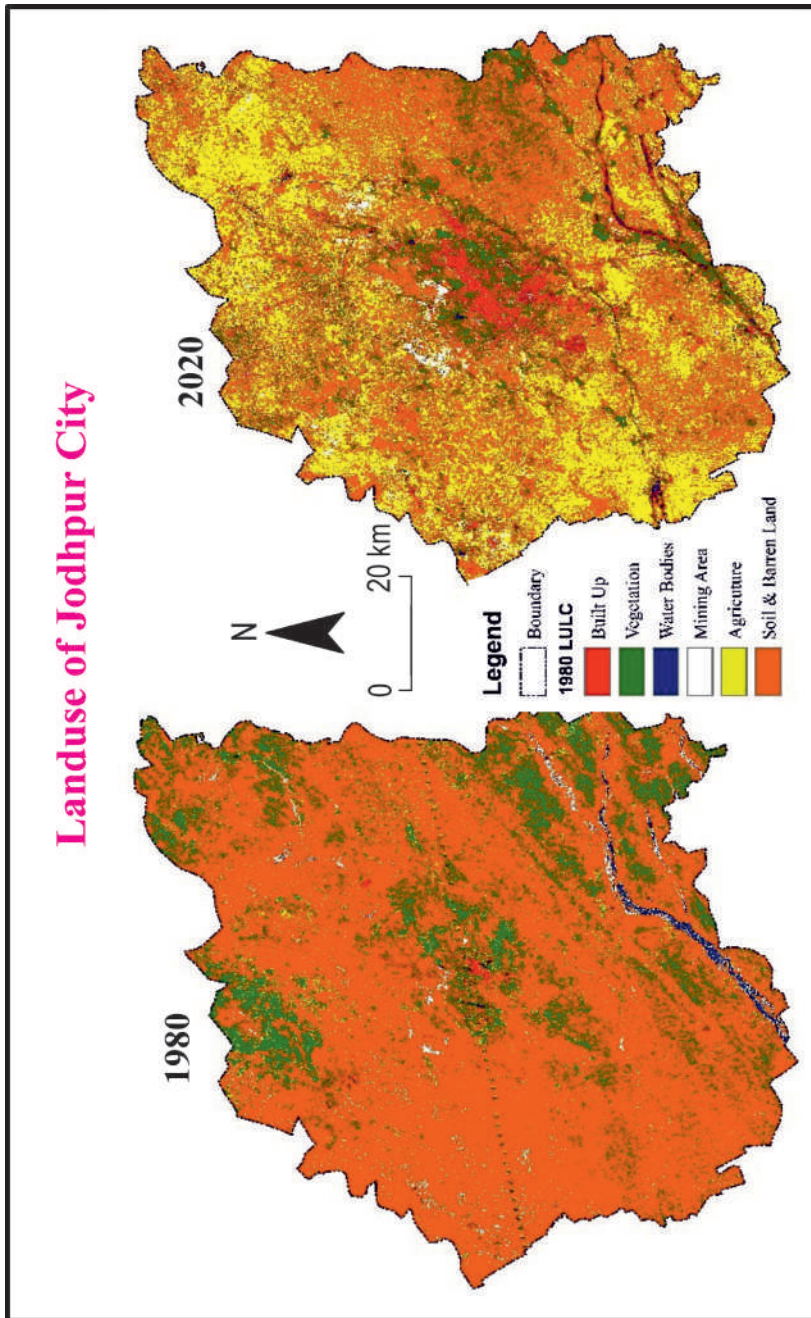 Landuse of Jodhpur City
1980
2020
N
0 20 km
Legend
Boundary
1980 LULC
Built Up
Vegetation
Water Bodies
Mining Area
Agricuture
Soil & Barren Land